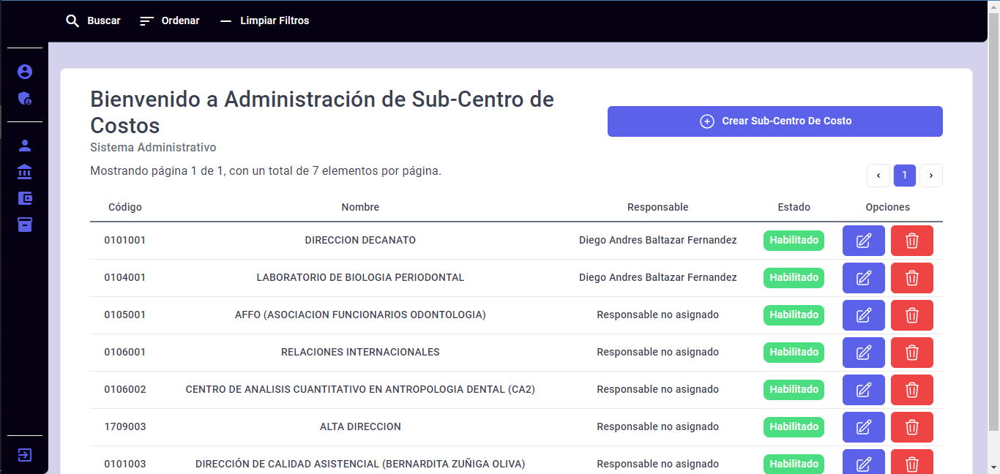 Buscar Ordenar Limpiar Filtros
Bienvenido a Administración de Sub-Centro de
Costos
Crear Sub-Centro De Costo
Sistema Administrativo
Mostrando página 1 de 1, con un total de 7 elementos por página.
‹ 1 ›
Código Nombre Responsable Estado Opciones
0101001 DIRECCION DECANATO Diego Andres Baltazar Fernandez Habilitado
0104001 LABORATORIO DE BIOLOGIA PERIODONTAL Diego Andres Baltazar Fernandez Habilitado
0105001 AFFO (ASOCIACION FUNCIONARIOS ODONTOLOGIA) Responsable no asignado Habilitado
0106001 RELACIONES INTERNACIONALES Responsable no asignado Habilitado
0106002 CENTRO DE ANALISIS CUANTITATIVO EN ANTROPOLOGIA DENTAL (CA2) Responsable no asignado Habilitado
1709003 ALTA DIRECCION Responsable no asignado Habilitado
0101003 DIRECCIÓN DE CALIDAD ASISTENCIAL (BERNARDITA ZUÑIGA OLIVA) Responsable no asignado Habilitado